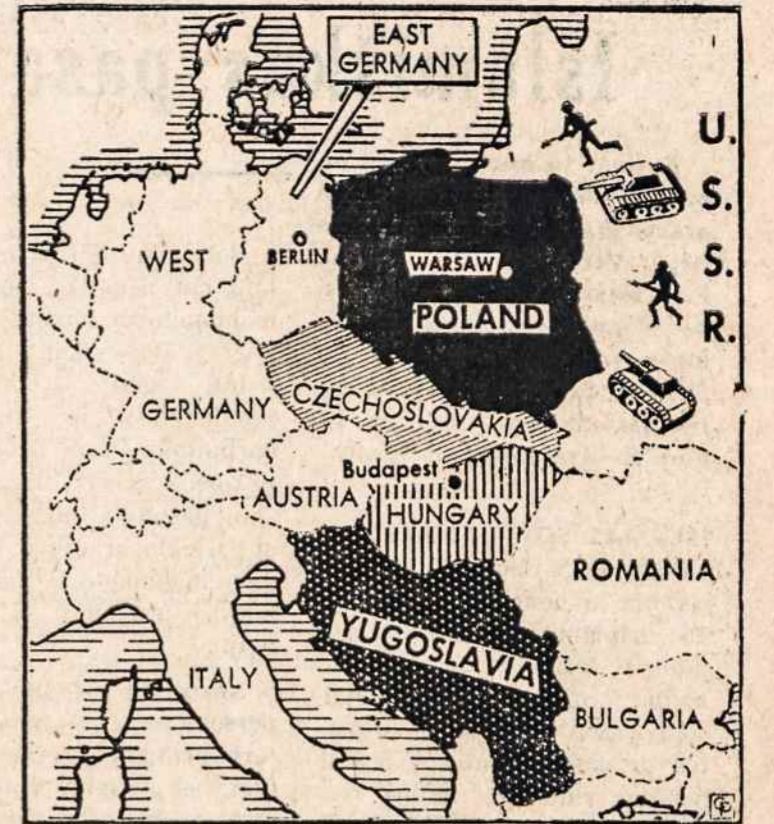 EAST
GERMANY
U.
S.
S.
R.
WEST
BERLIN
WARSAW
POLAND
GERMANY
CZECHOSLOVAKIA
Budapest
AUSTRIA
HUNGARY
ROMANIA
YUGOSLAVIA
ITALY
BULGARIA